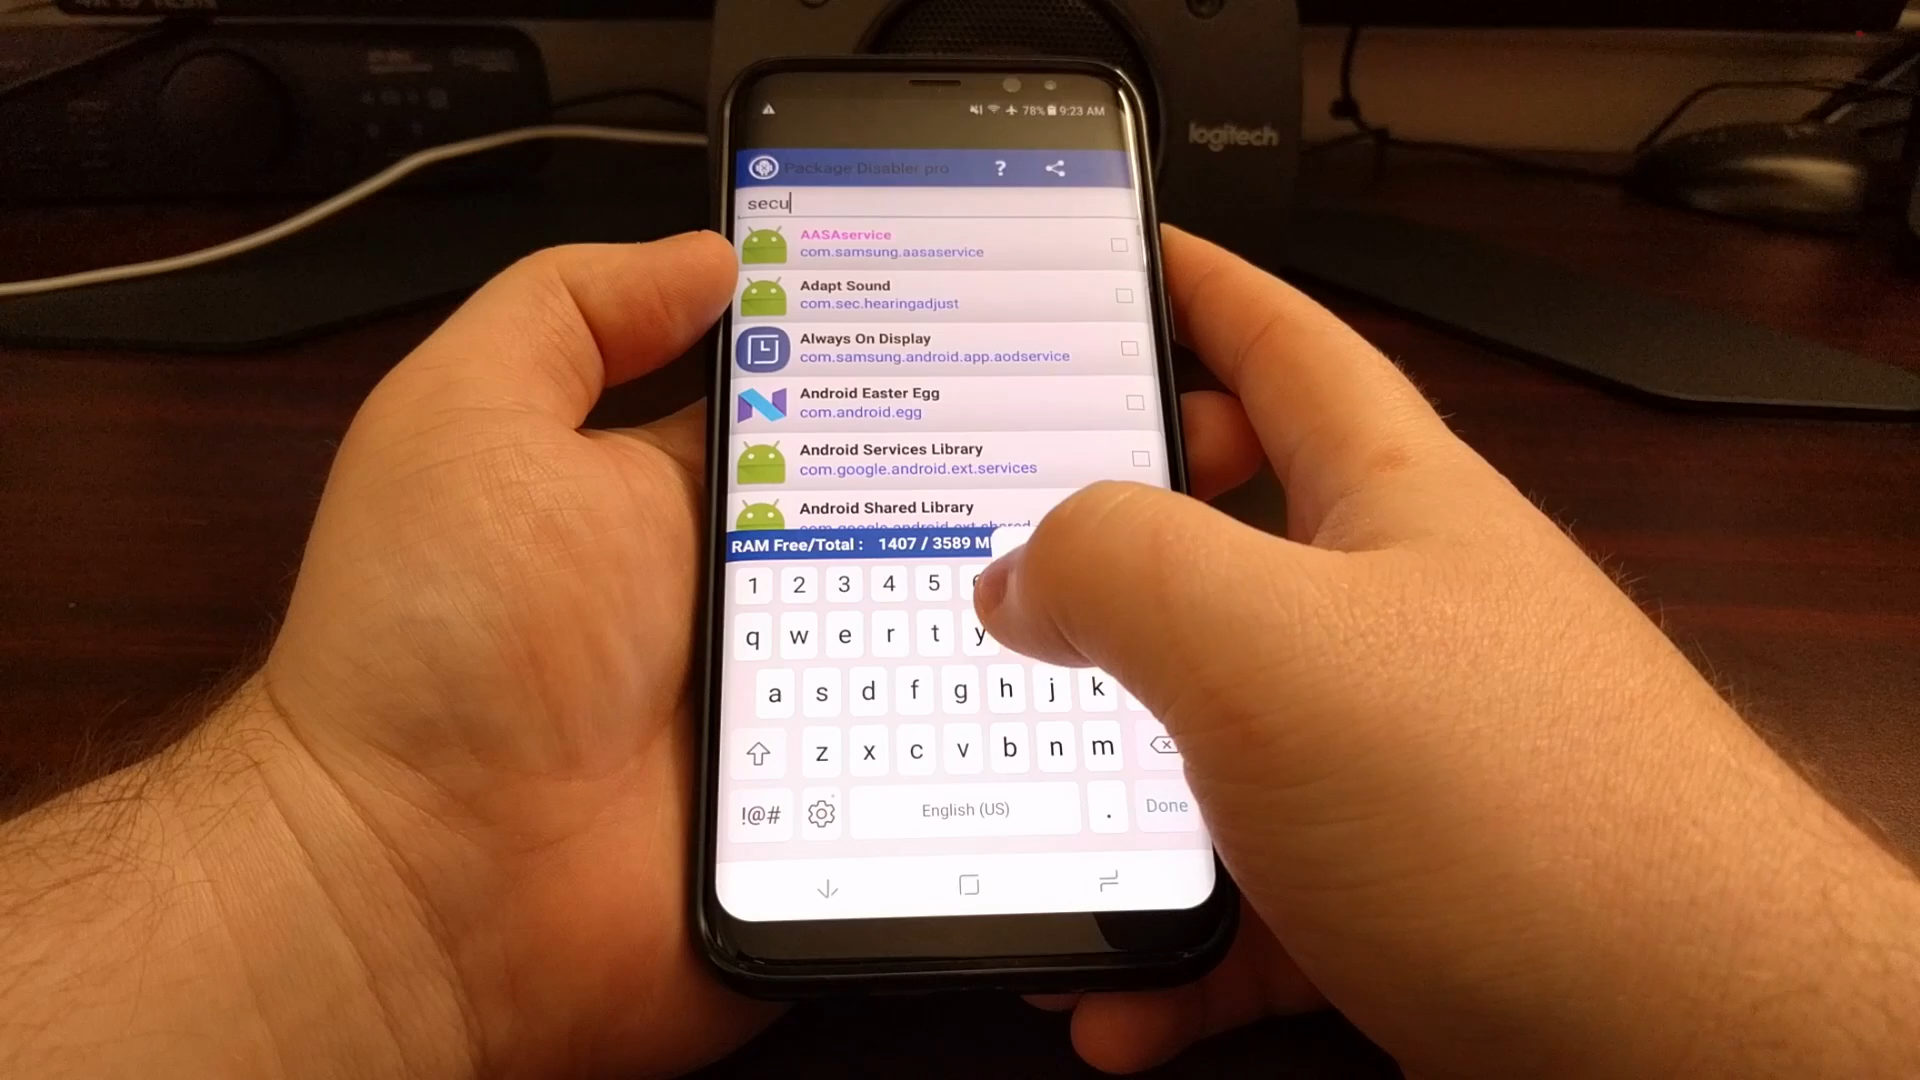 logitech
78% 9:23 AM
Package Disabler pro ?
secu
AASAservice
com.samsung.aasaservice
Adapt Sound
com.sec.hearingadjust
Always On Display
com.samsung.android.app.aodservice
Android Easter Egg
com.android.egg
Android Services Library
com.google.android.ext.services
Android Shared Library
com.google.android.ext.shared
RAM Free/Total : 1407 / 3589 M
1 2 3 4 5
q w e r t y
a s d f g h j k
z x c v b n m
!@# English (US) . Done